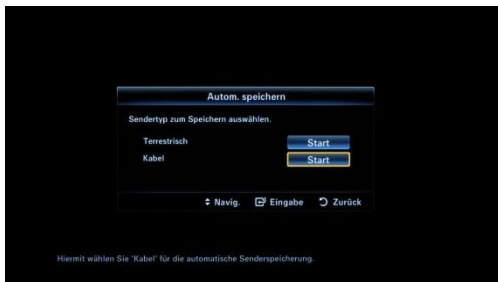 Autom. speichern
Sendertyp zum Speichern auswählen.
Terrestrisch Start
Kabel Start
Navig. Eingabe Zurück
Hiermit wählen Sie 'Kabel' für die automatische Senderspeicherung.